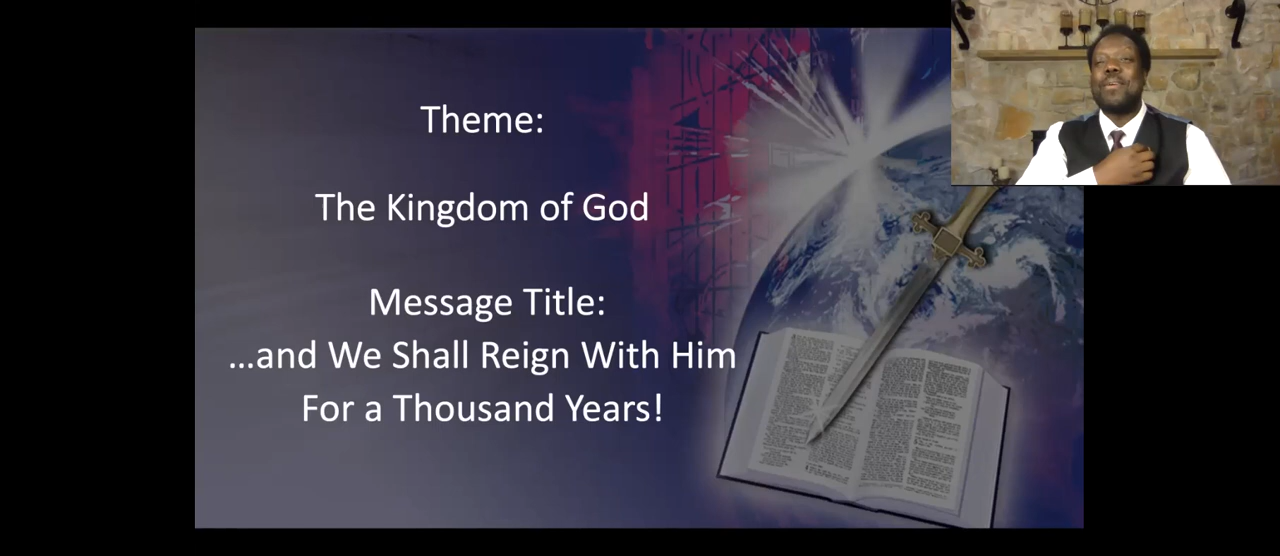 Theme:
The Kingdom of God
Message Title:
...and We Shall Reign With Him
For a Thousand Years!